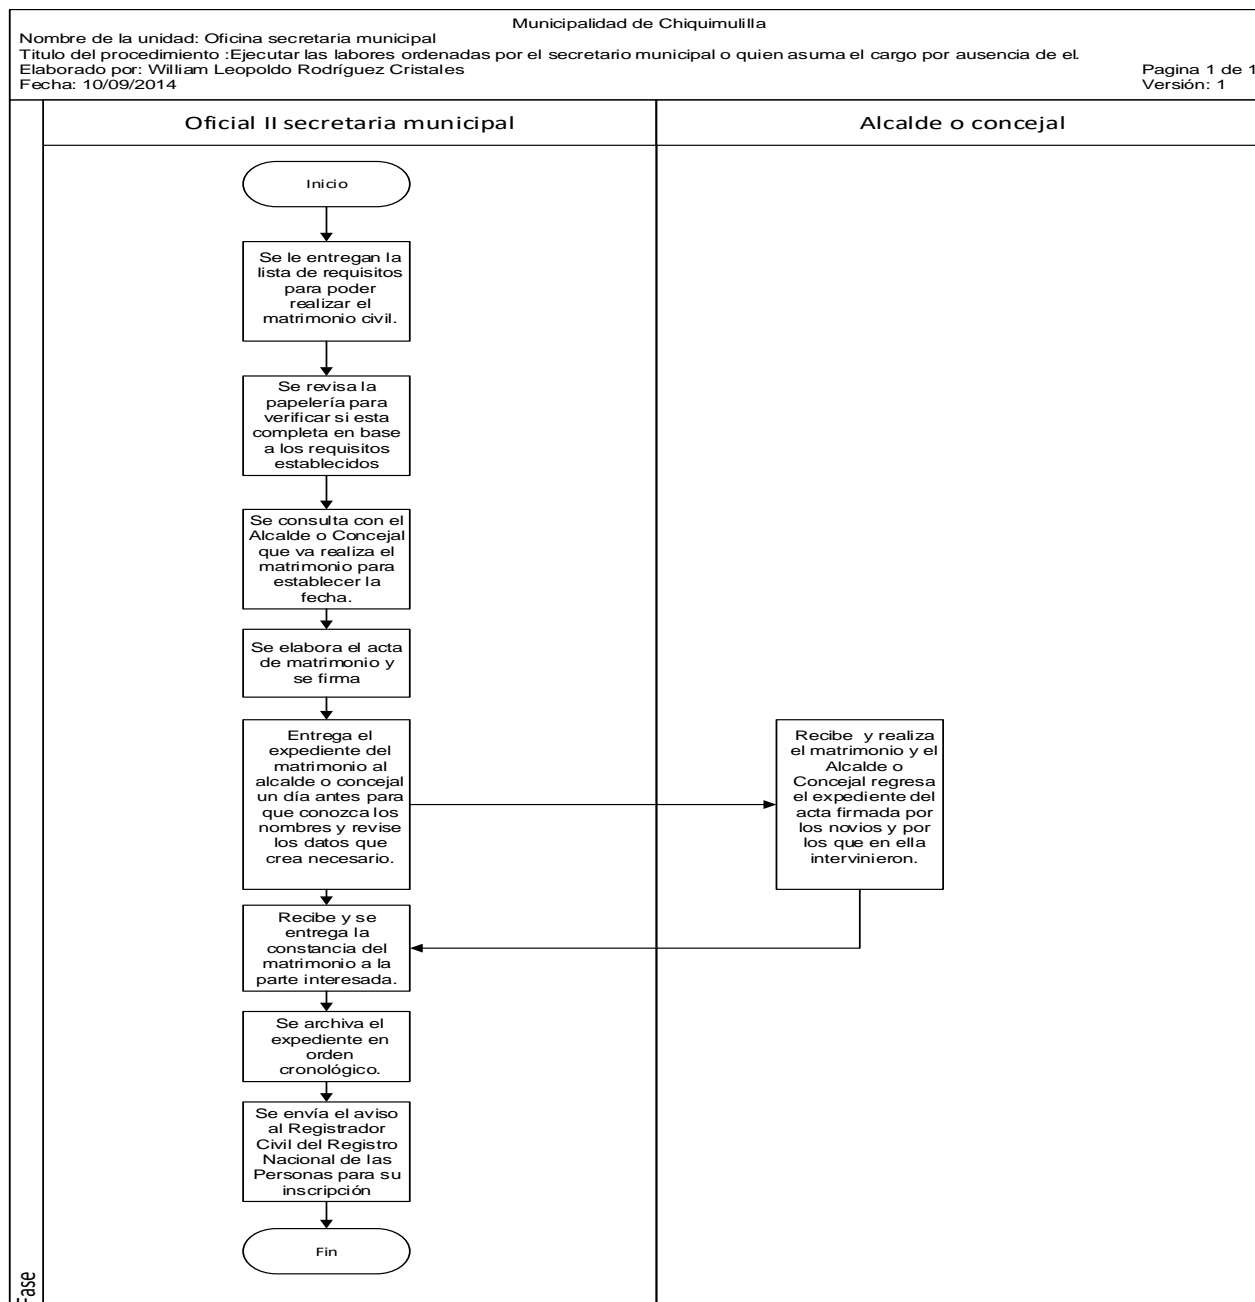 Municipalidad de Chiquimulilla
Nombre de la unidad: Oficina secretaria municipal
Titulo del procedimiento :Ejecutar las labores ordenadas por el secretario municipal o quien asuma el cargo por ausencia de el.
Elaborado por: William Leopoldo Rodríguez Cristales
Pagina 1 de 1
Fecha: 10/09/2014
Versión: 1
Oficial II secretaria municipal
Alcalde o concejal
Inicio
Se le entregan la
lista de requisitos
para poder
realizar el
matrimonio civil.
Se revisa la
papelería para
verificar si esta
completa en base
a los requisitos
establecidos
Se consulta con el
Alcalde o Concejal
que va realiza el
matrimonio para
establecer la
fecha.
Se elabora el acta
de matrimonio y
se firma
Entrega el
expediente del
matrimonio al
alcalde o concejal
un día antes para
que conozca los
nombres y revise
los datos que
crea necesario.
Recibe y realiza
el matrimonio y el
Alcalde o
Concejal regresa
el expediente del
acta firmada por
los novios y por
los que en ella
intervinieron.
Recibe y se
entrega la
constancia del
matrimonio a la
parte interesada.
Se archiva el
expediente en
orden
cronológico.
Se envía el aviso
al Registrador
Civil del Registro
Nacional de las
Personas para su
inscripción
Fin
Fase